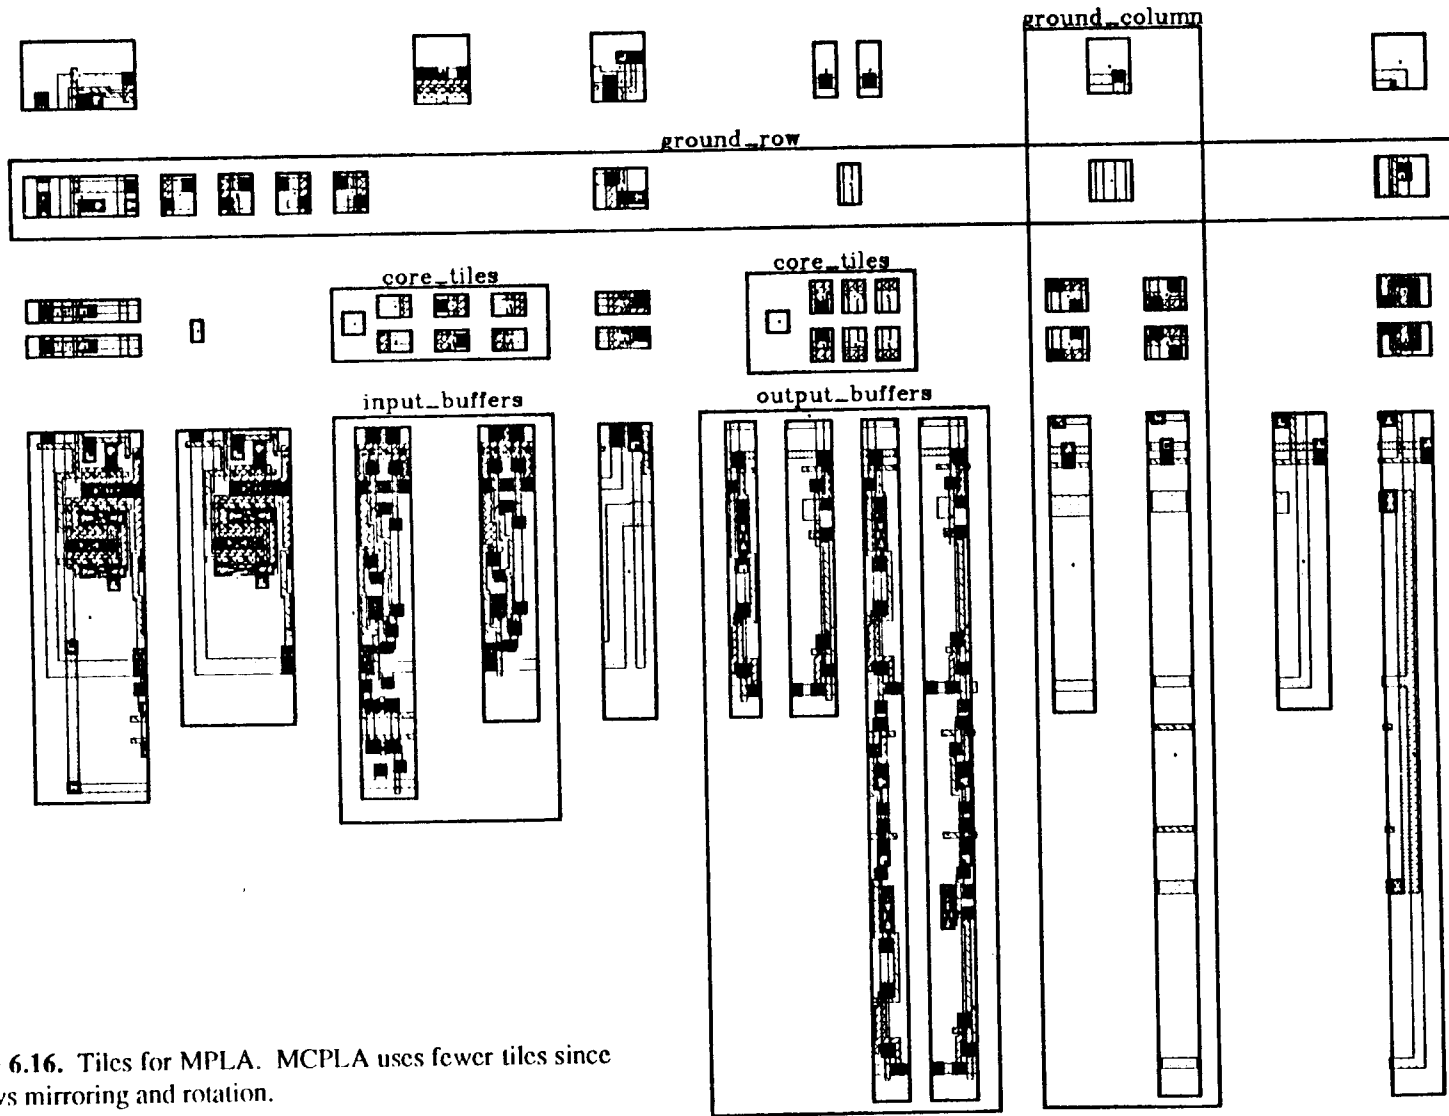 ground_column
ground_row
core_tiles
core_tiles
input_buffers
output_buffers
6.16. Tiles for MPLA. MCPLA uses fewer tiles since
mirroring and rotation.